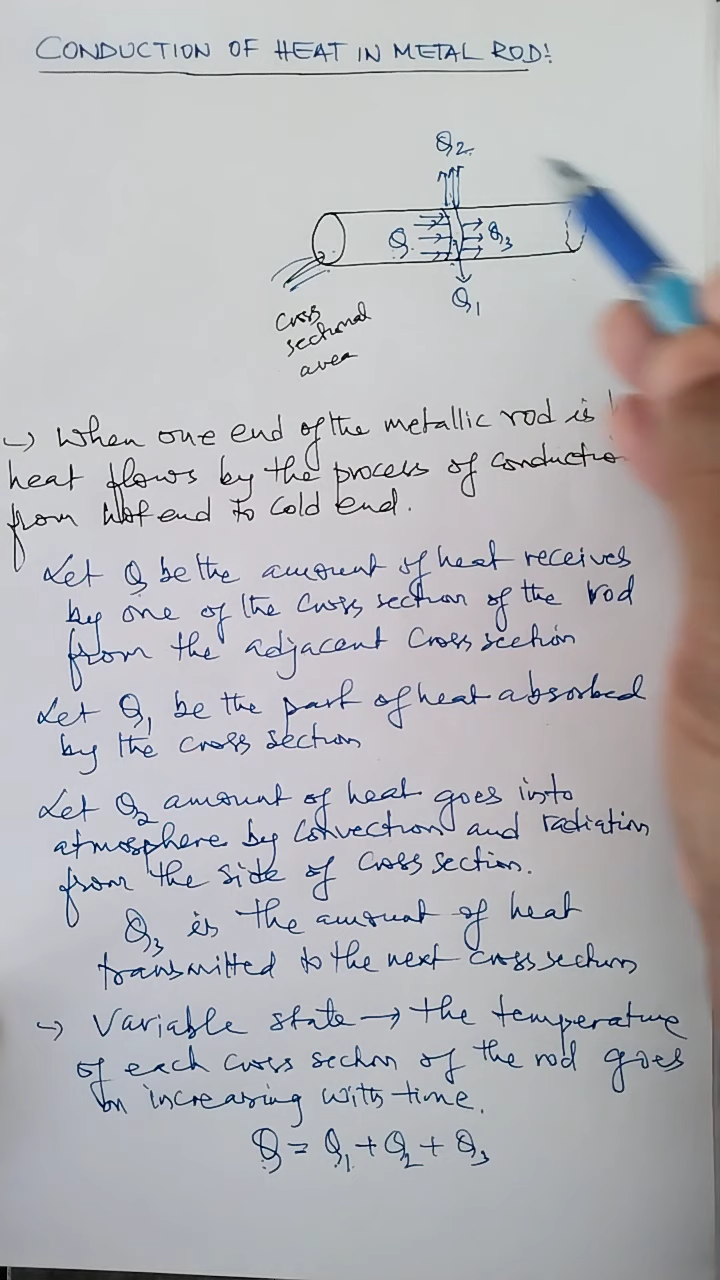 CONDUCTION OF HEAT IN METAL ROD:
Q2
Q Q3
Q1
Cross
sectional
area
→ When one end of the metallic rod is
heat flows by the process of conductio
from hot end to cold end.
Let Q be the amount of heat receives
by one of the cross section of the rod
from the adjacent cross section
Let Q1 be the part of heat absorbed
by the cross section
Let Q2 amount of heat goes into
atmosphere by convection and radiation
from the side of cross section.
Q3 is the amount of heat
transmitted to the next cross section
→ Variable state → the temperature
of each cross section of the rod goes
on increasing with time.
Q = Q1 + Q2 + Q3